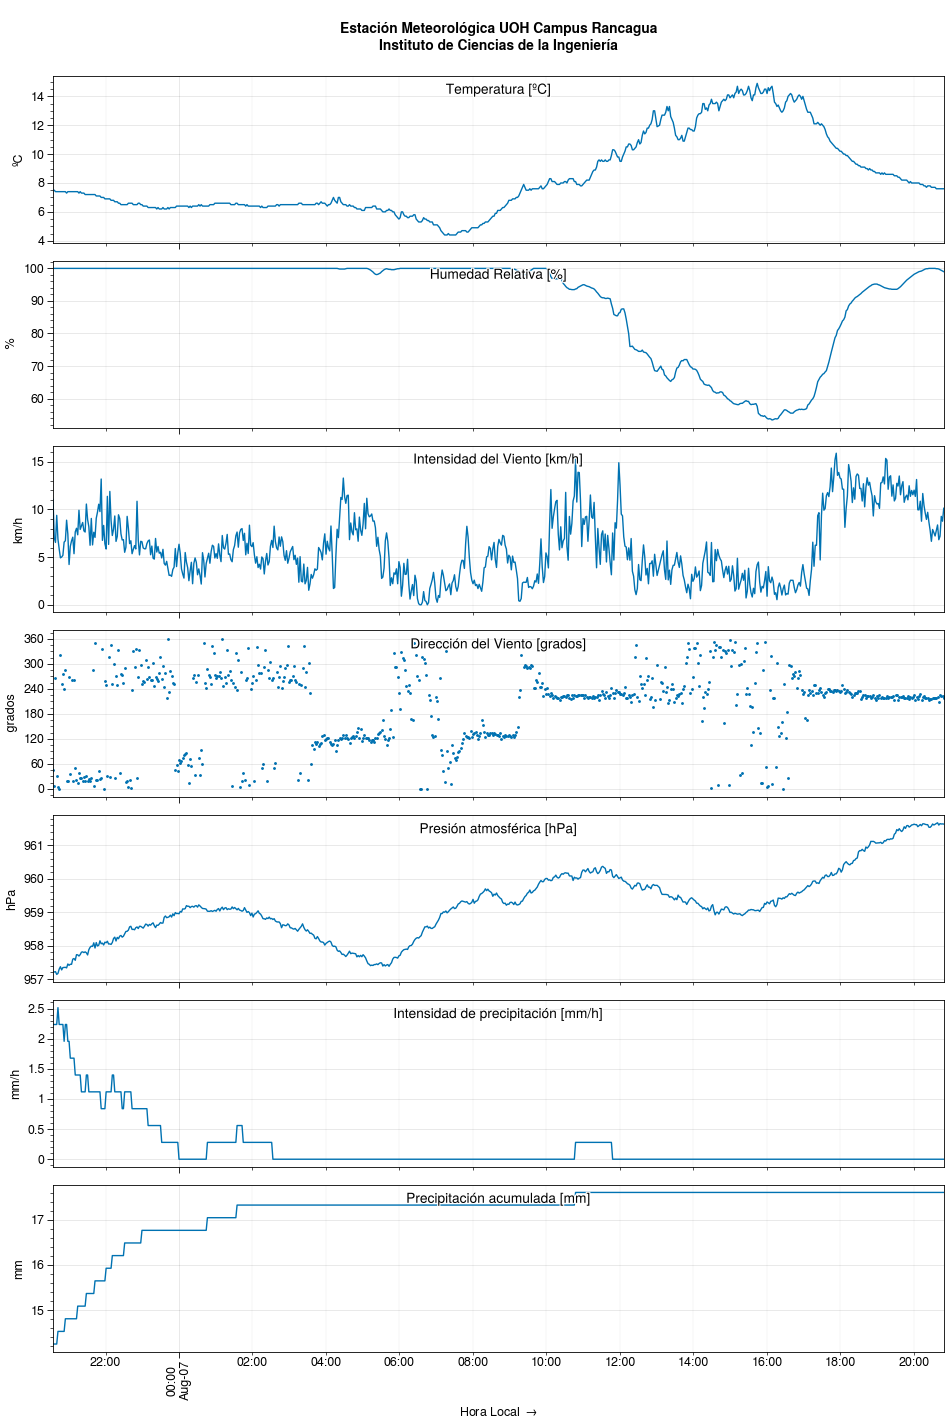 Estación Meteorológica UOH Campus Rancagua
Instituto de Ciencias de la Ingeniería
Temperatura [ºC]
14
12
10
8
6
4
ºC
Humedad Relativa [%]
100
90
80
70
60
%
Intensidad del Viento [km/h]
15
10
5
0
km/h
Dirección del Viento [grados]
360
300
240
180
120
60
0
grados
Presión atmosférica [hPa]
961
960
959
958
957
hPa
Intensidad de precipitación [mm/h]
2.5
2
1.5
1
0.5
0
mm/h
Precipitación acumulada [mm]
17
16
15
mm
22:00
00:00
Aug-07
02:00
04:00
06:00
08:00
10:00
12:00
14:00
16:00
18:00
20:00
Hora Local →